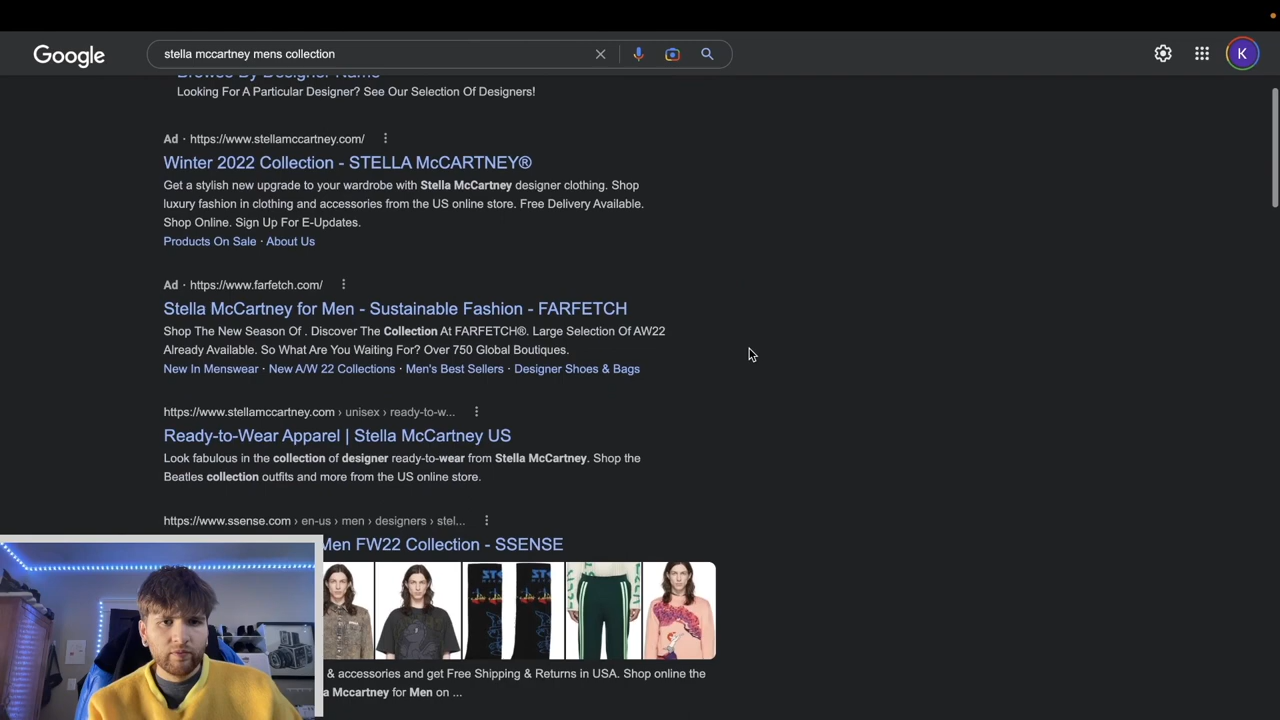 Google
stella mccartney mens collection
K
Browse By Designer Name
Looking For A Particular Designer? See Our Selection Of Designers!
Ad · https://www.stellamccartney.com/
Winter 2022 Collection - STELLA McCARTNEY®
Get a stylish new upgrade to your wardrobe with Stella McCartney designer clothing. Shop
luxury fashion in clothing and accessories from the US online store. Free Delivery Available.
Shop Online. Sign Up For E-Updates.
Products On Sale · About Us
Ad · https://www.farfetch.com/
Stella McCartney for Men - Sustainable Fashion - FARFETCH
Shop The New Season Of . Discover The Collection At FARFETCH®. Large Selection Of AW22
Already Available. So What Are You Waiting For? Over 750 Global Boutiques.
New In Menswear · New A/W 22 Collections · Men's Best Sellers · Designer Shoes & Bags
https://www.stellamccartney.com › unisex › ready-to-w...
Ready-to-Wear Apparel | Stella McCartney US
Look fabulous in the collection of designer ready-to-wear from Stella McCartney. Shop the
Beatles collection outfits and more from the US online store.
https://www.ssense.com › en-us › men › designers › stel...
Men FW22 Collection - SSENSE
& accessories and get Free Shipping & Returns in USA. Shop online the
a Mccartney for Men on ...